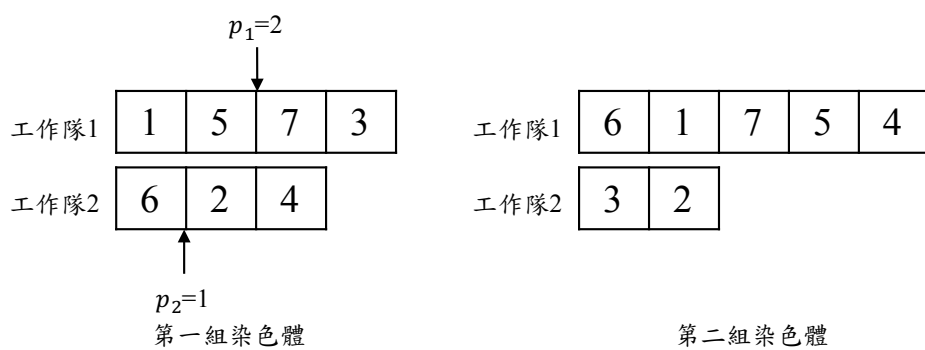 p₁=2
工作隊1 1 5 7 3
工作隊2 6 2 4
p₂=1
第一組染色體
工作隊1 6 1 7 5 4
工作隊2 3 2
第二組染色體